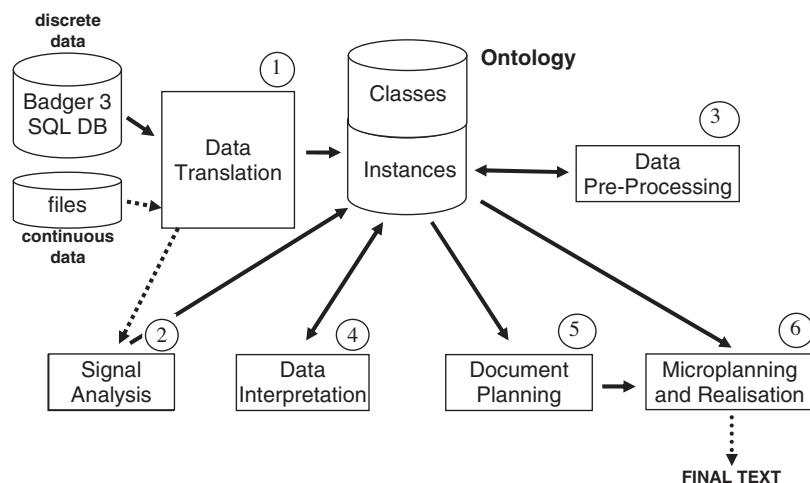 discrete
data
Badger 3
SQL DB
files
continuous
data
1
Data
Translation
Ontology
Classes
Instances
3
Data
Pre-Processing
2
Signal
Analysis
4
Data
Interpretation
5
Document
Planning
6
Microplanning
and Realisation
FINAL TEXT